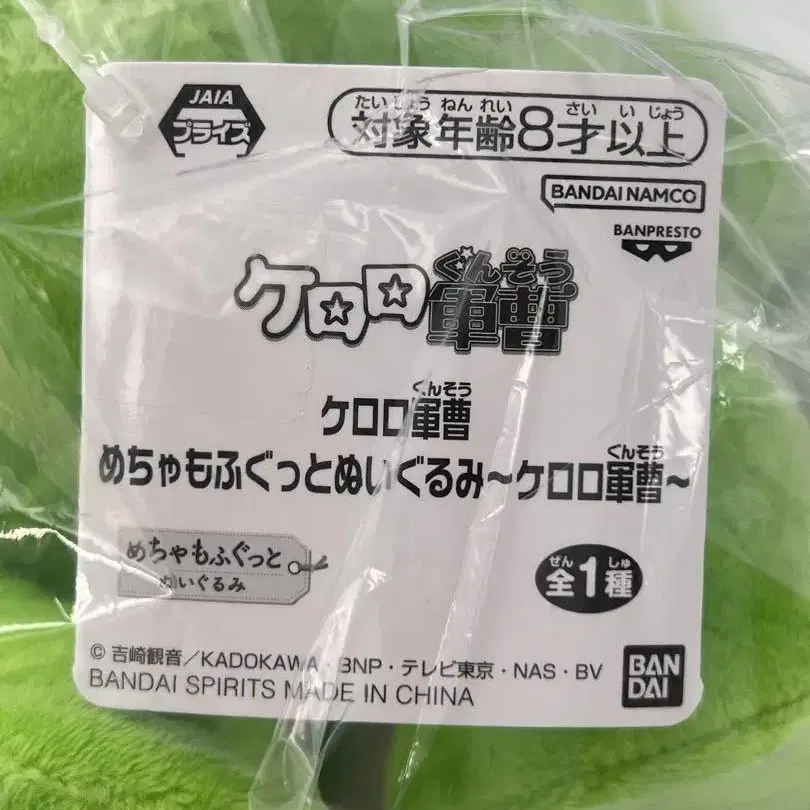 JAIA
プライズ
たいしょうねんれい さいいじょう
対象年齢8才以上
BANDAI NAMCO
BANPRESTO
ぐんそう
ケロロ軍曹
ぐんそう
ケロロ軍曹
ぐんそう
めちゃもふぐっとぬいぐるみ~ケロロ軍曹~
めちゃもふぐっと
ぬいぐるみ
ぜん しゅ
全1種
© 吉崎観音/KADOKAWA・BNP・テレビ東京・NAS・BV
BANDAI SPIRITS MADE IN CHINA
BAN
DAI